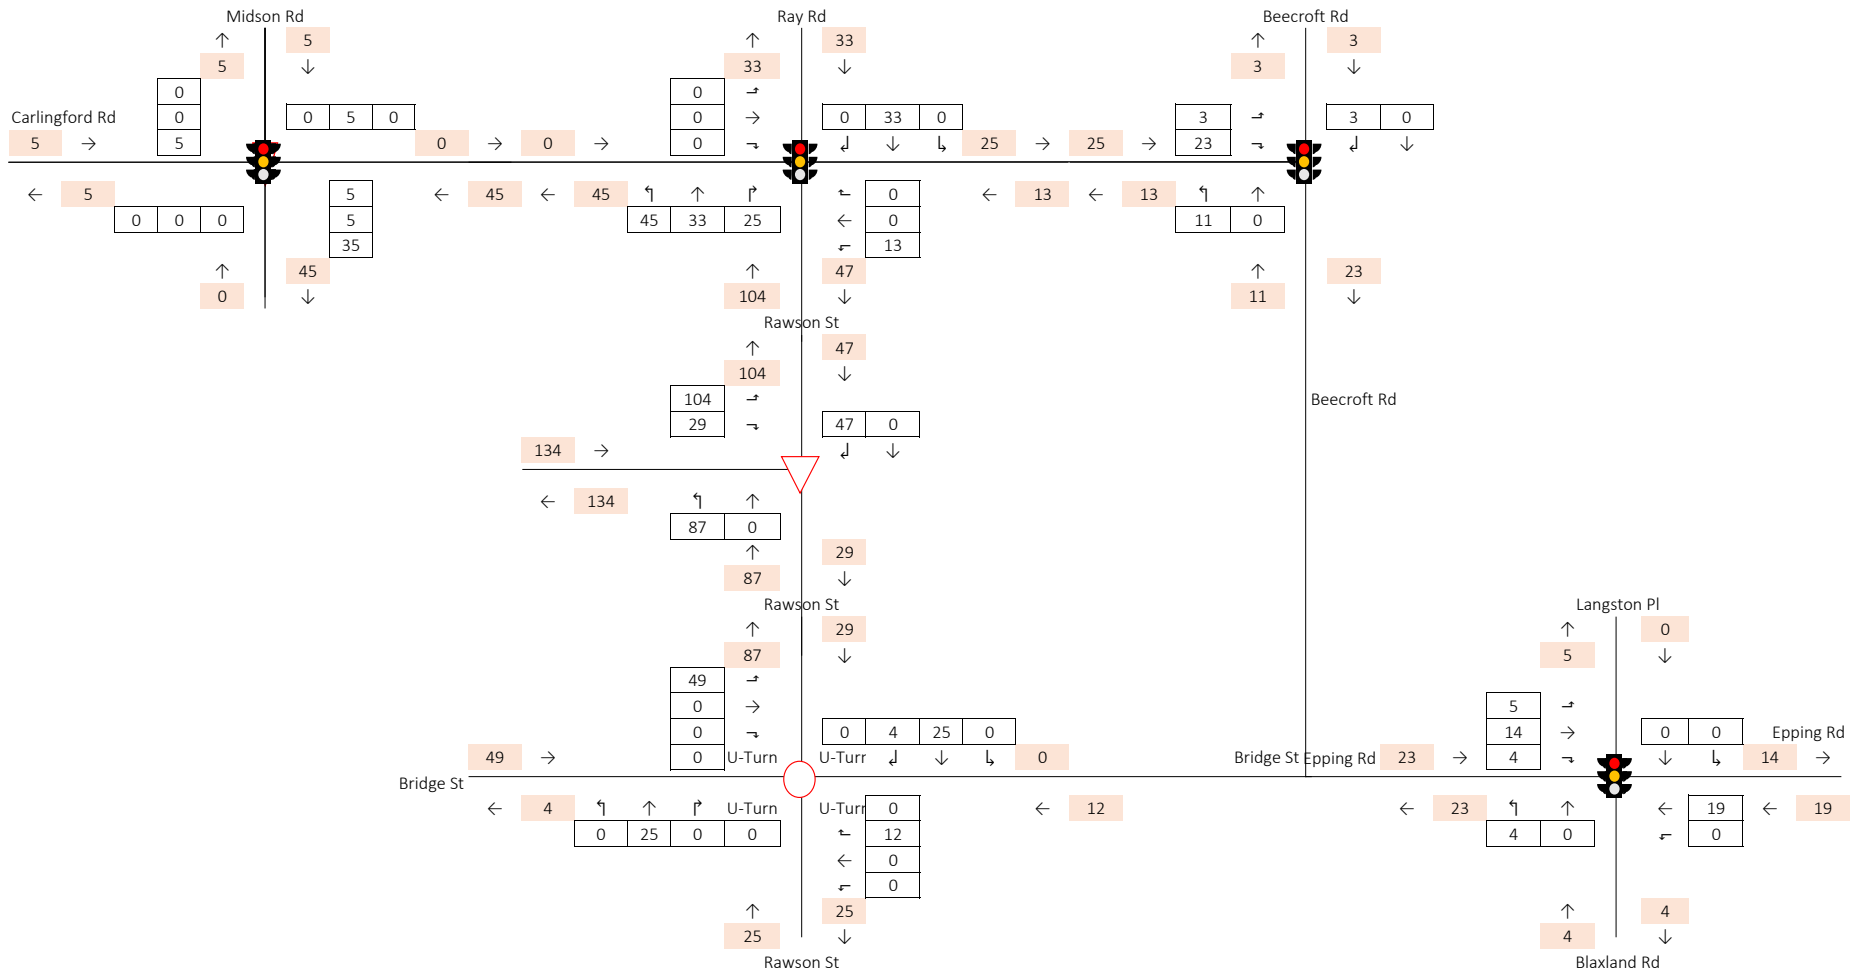 Midson Rd Ray Rd Beecroft Rd
↑ 5 ↑ 33 ↑ 3
5 ↓ 33 ↓ 3 ↓
0 0 ⬏ 3 ⬏
Carlingford Rd 0 0 5 0 0 → 0 33 0 3 0
5 → 5 0 → 0 → 0 ⬎ ↲ ↓ ↳ 25 → 25 → 23 ⬎ ↲ ↓
← 5 5 ← 45 ← 45 ↰ ↑ ↱ 0 ← 13 ← 13 ↰ ↑
0 0 0 5 45 33 25 ← 0 11 0
35 13
↑ 45 ↑ 47 ↑ 23
0 ↓ 104 ↓ 11 ↓
Rawson St
↑ 47
104 ↓
104 ⬏ Beecroft Rd
29 ⬎ 47 0
134 → ↲ ↓
← 134 ↰ ↑
87 0
↑ 29
87 ↓
Rawson St Langston Pl
↑ 29 ↑ 0
87 ↓ 5 ↓
49 ⬏
0 → 5 ⬏
0 ⬎ 0 4 25 0 14 → 0 0 Epping Rd
49 → 0 U-Turn U-Turr ↲ ↓ ↳ 0 Bridge St Epping Rd 23 → 4 ⬎ ↓ ↳ 14 →
Bridge St
← 4 ↰ ↑ ↱ U-Turn U-Turr 0 ← 12 ← 23 ↰ ↑ ← 19 ← 19
0 25 0 0 12 4 0 0
← 0
0
↑ 25 ↑ 4
25 ↓ 4 ↓
Rawson St Blaxland Rd